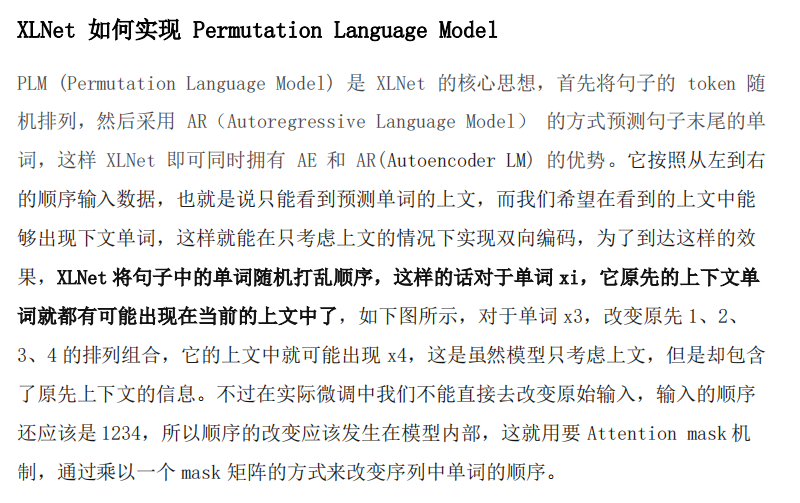 XLNet 如何实现 Permutation Language Model
PLM (Permutation Language Model) 是 XLNet 的核心思想，首先将句子的 token 随
机排列，然后采用 AR（Autoregressive Language Model） 的方式预测句子末尾的单
词，这样 XLNet 即可同时拥有 AE 和 AR(Autoencoder LM) 的优势。它按照从左到右
的顺序输入数据，也就是说只能看到预测单词的上文，而我们希望在看到的上文中能
够出现下文单词，这样就能在只考虑上文的情况下实现双向编码，为了到达这样的效
果，XLNet 将句子中的单词随机打乱顺序，这样的话对于单词 xi，它原先的上下文单
词就都有可能出现在当前的上文中了，如下图所示，对于单词 x3，改变原先 1、2、
3、4 的排列组合，它的上文中就可能出现 x4，这是虽然模型只考虑上文，但是却包含
了原先上下文的信息。不过在实际微调中我们不能直接去改变原始输入，输入的顺序
还应该是 1234，所以顺序的改变应该发生在模型内部，这就用要 Attention mask 机
制，通过乘以一个 mask 矩阵的方式来改变序列中单词的顺序。